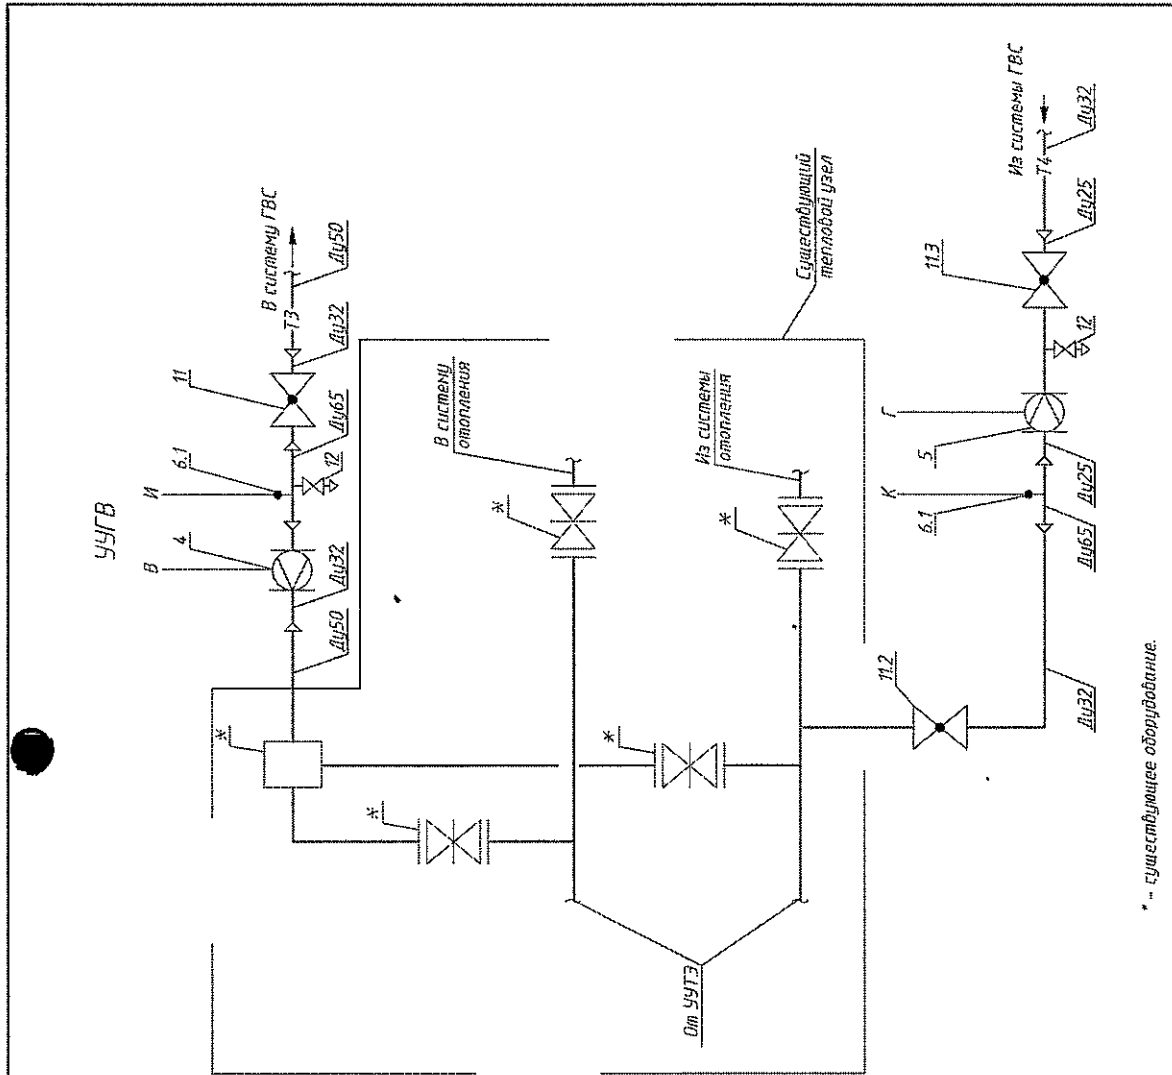 УУГВ
В
4
И
6.1
11
В систему ГВС
Т3
Ду50
Ду32
12
Ду65
Ду32
Ду50
*
*
В систему
отопления
*
Существующий
тепловой узел
Из системы
отопления
*
*
От УУТЭ
11.2
Ду32
К
6.1
Ду65
Г
5
Ду25
12
11.3
Из системы ГВС
Т4
Ду25
Ду32
* - существующее оборудование.